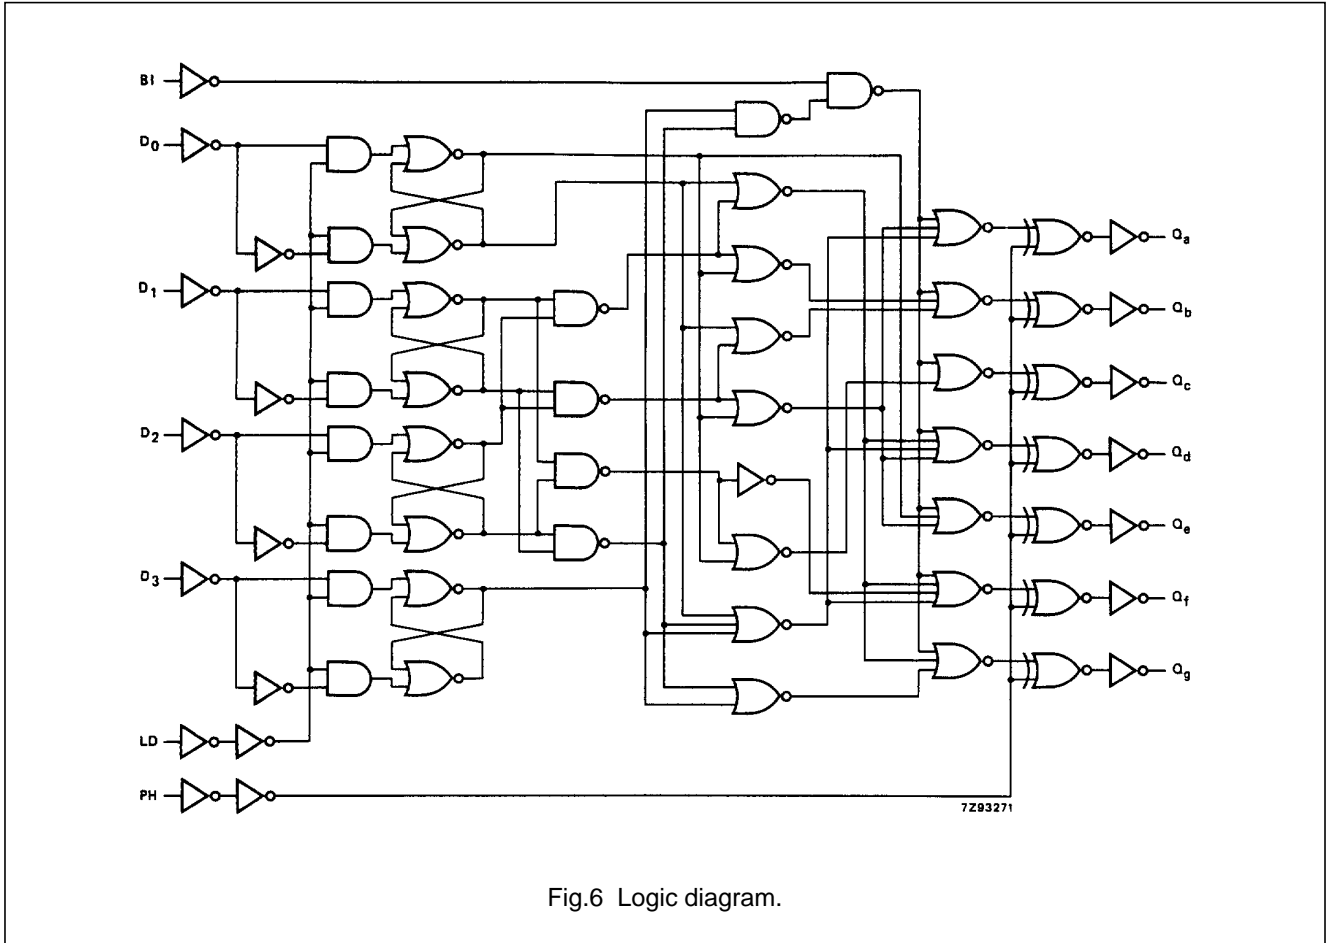 BI
D0
D1
D2
D3
LD
PH
Qa
Qb
Qc
Qd
Qe
Qf
Qg
7Z93271
Fig.6 Logic diagram.